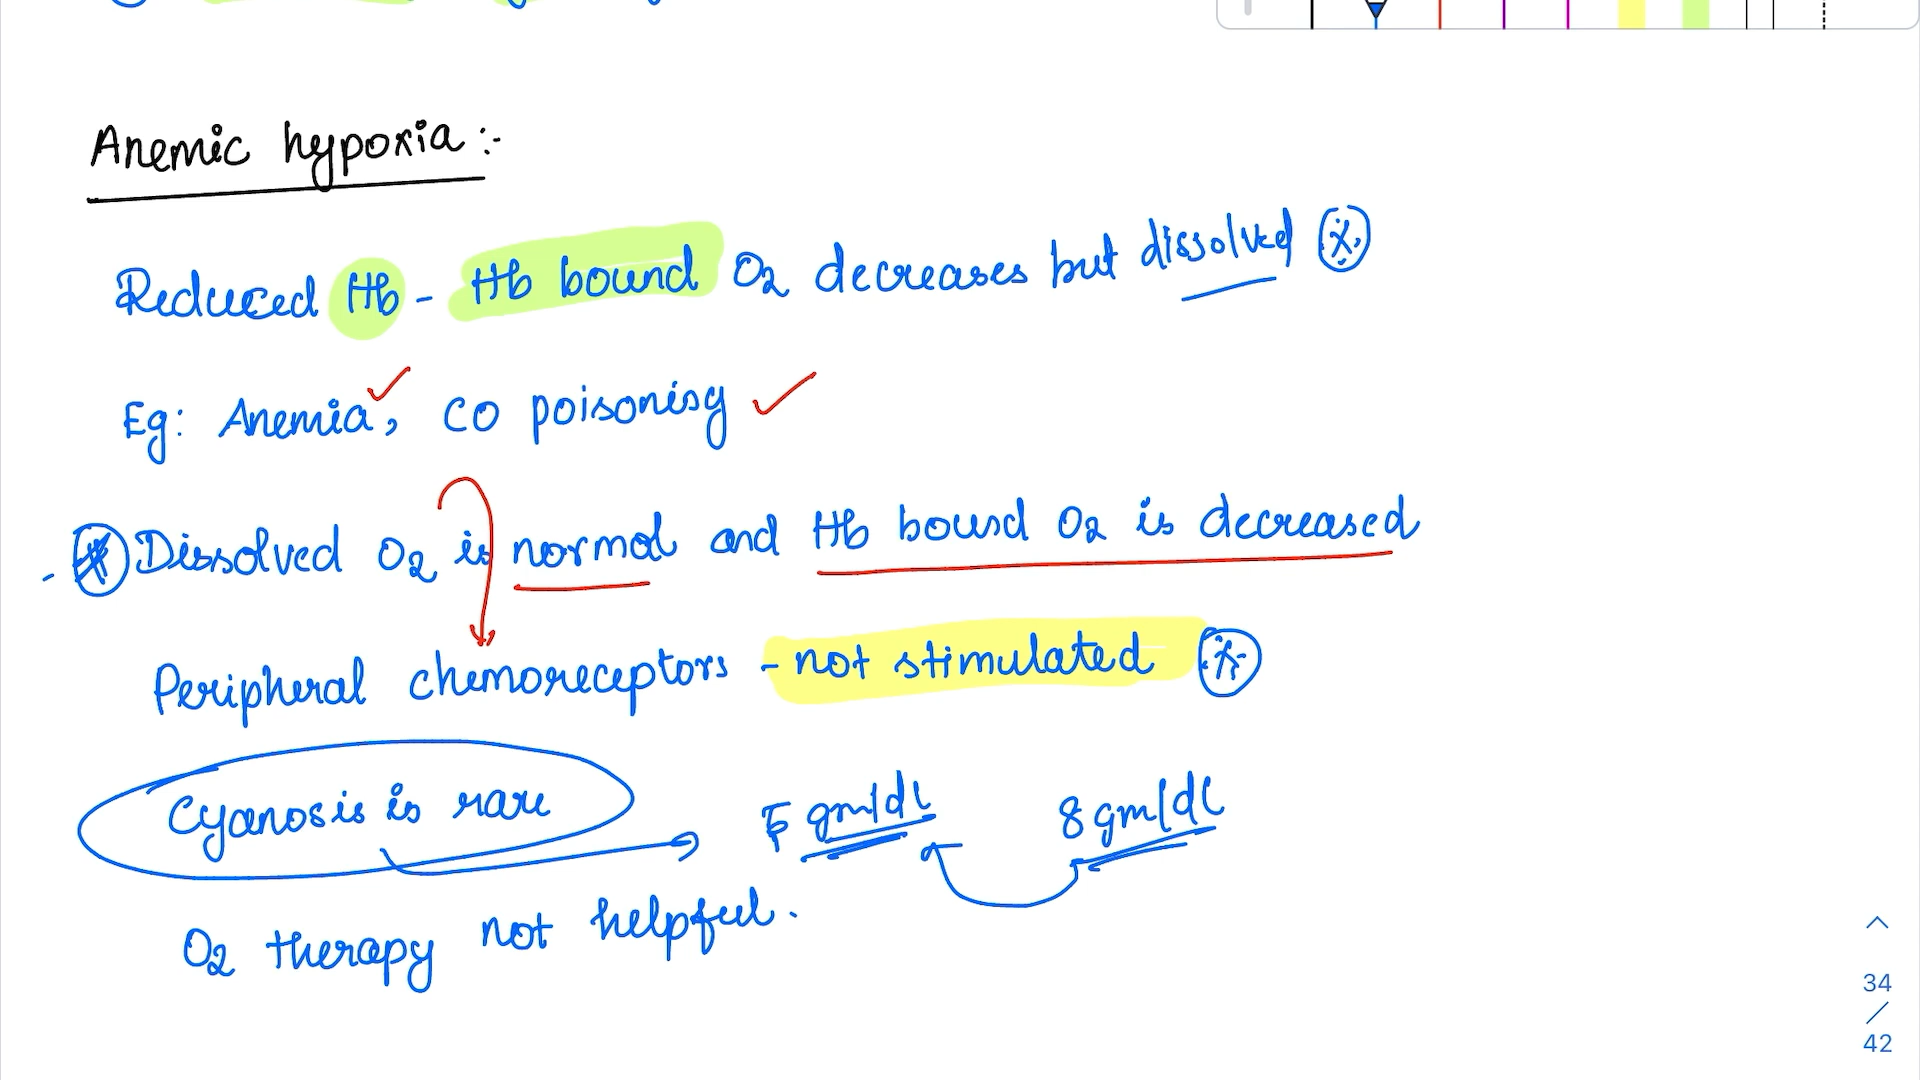 Anemic hypoxia :-
Reduced Hb - Hb bound O2 decreases but dissolved
Eg: Anemia, CO poisoning
Dissolved O2 is normal and Hb bound O2 is decreased
Peripheral chemoreceptors - not stimulated
Cyanosis is rare 5 gm/dl 8 gm/dl
O2 therapy not helpful.
34
/
42